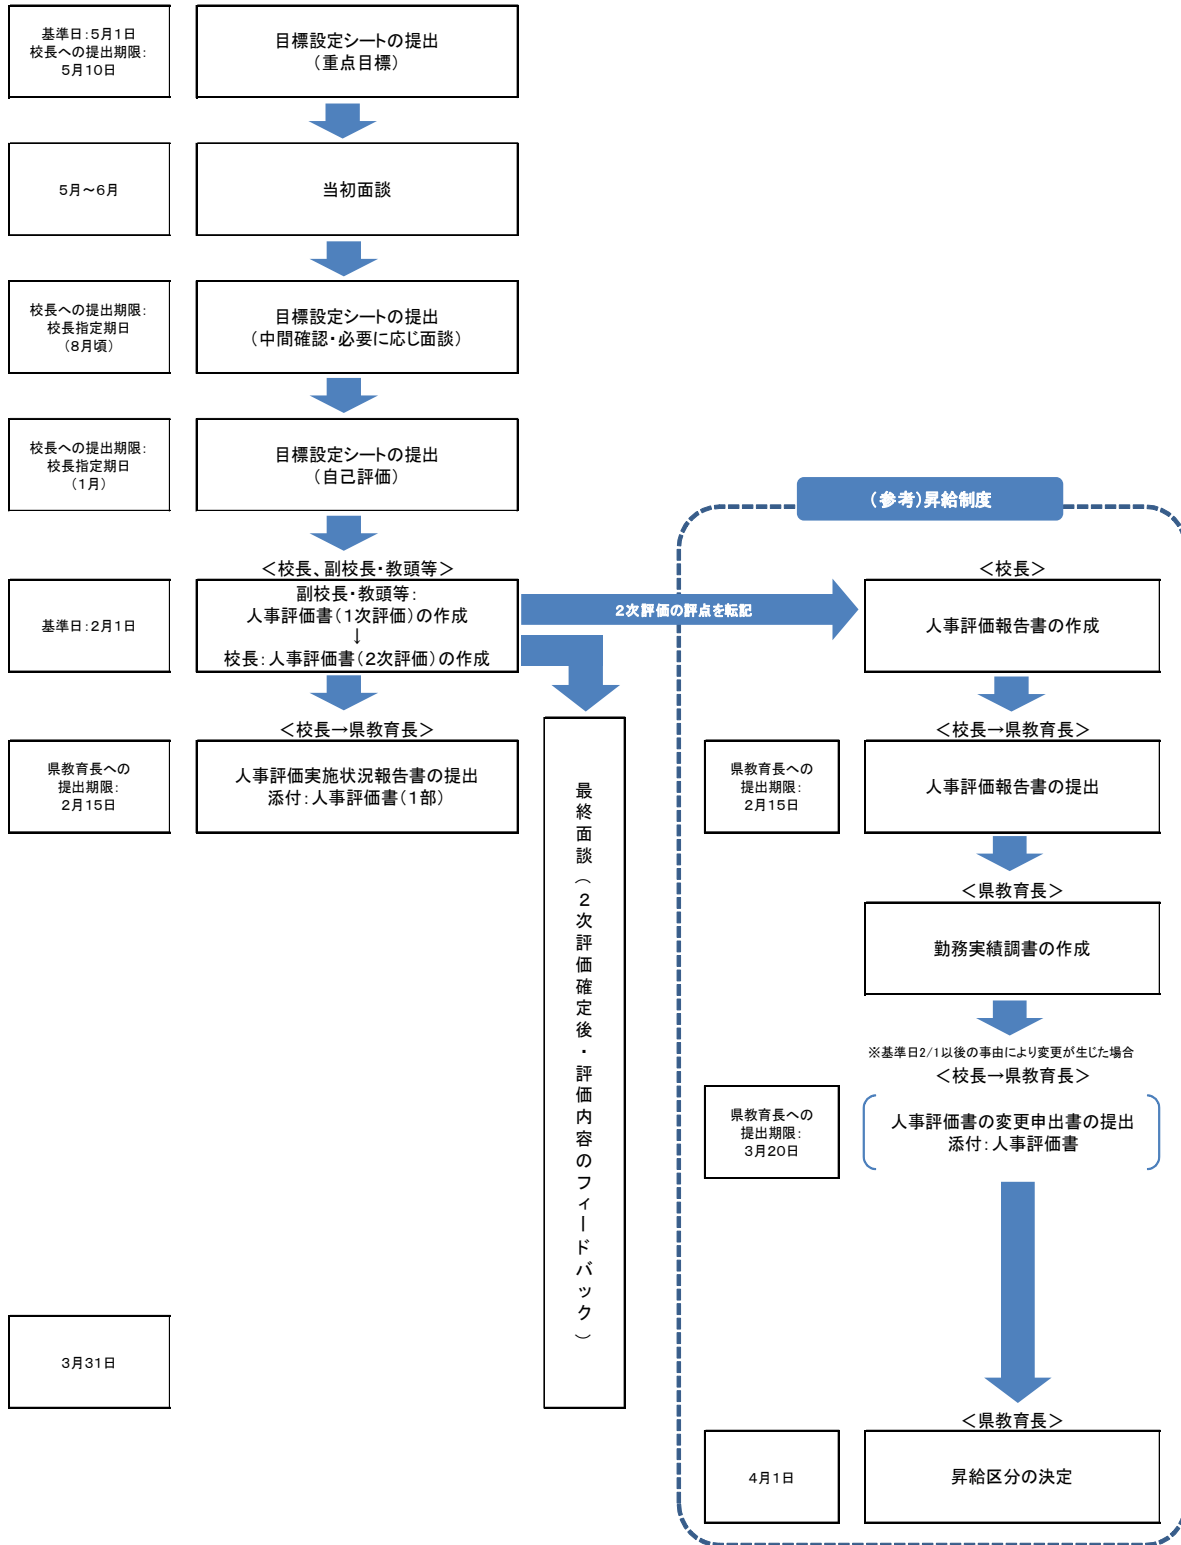 基準日：5月1日
校長への提出期限：
5月10日
目標設定シートの提出
（重点目標）
5月～6月
当初面談
校長への提出期限：
校長指定期日
（8月頃）
目標設定シートの提出
（中間確認・必要に応じ面談）
校長への提出期限：
校長指定期日
（1月）
目標設定シートの提出
（自己評価）
（参考）昇給制度
＜校長、副校長・教頭等＞
基準日：2月1日
副校長・教頭等：
人事評価書（1次評価）の作成
↓
校長：人事評価書（2次評価）の作成
2次評価の評点を転記
＜校長＞
人事評価報告書の作成
＜校長→県教育長＞
県教育長への
提出期限：
2月15日
人事評価実施状況報告書の提出
添付：人事評価書（1部）
最終面談（2次評価確定後・評価内容のフィードバック）
＜校長→県教育長＞
県教育長への
提出期限：
2月15日
人事評価報告書の提出
＜県教育長＞
勤務実績調書の作成
※基準日2/1以後の事由により変更が生じた場合
＜校長→県教育長＞
県教育長への
提出期限：
3月20日
人事評価書の変更申出書の提出
添付：人事評価書
3月31日
＜県教育長＞
4月1日
昇給区分の決定